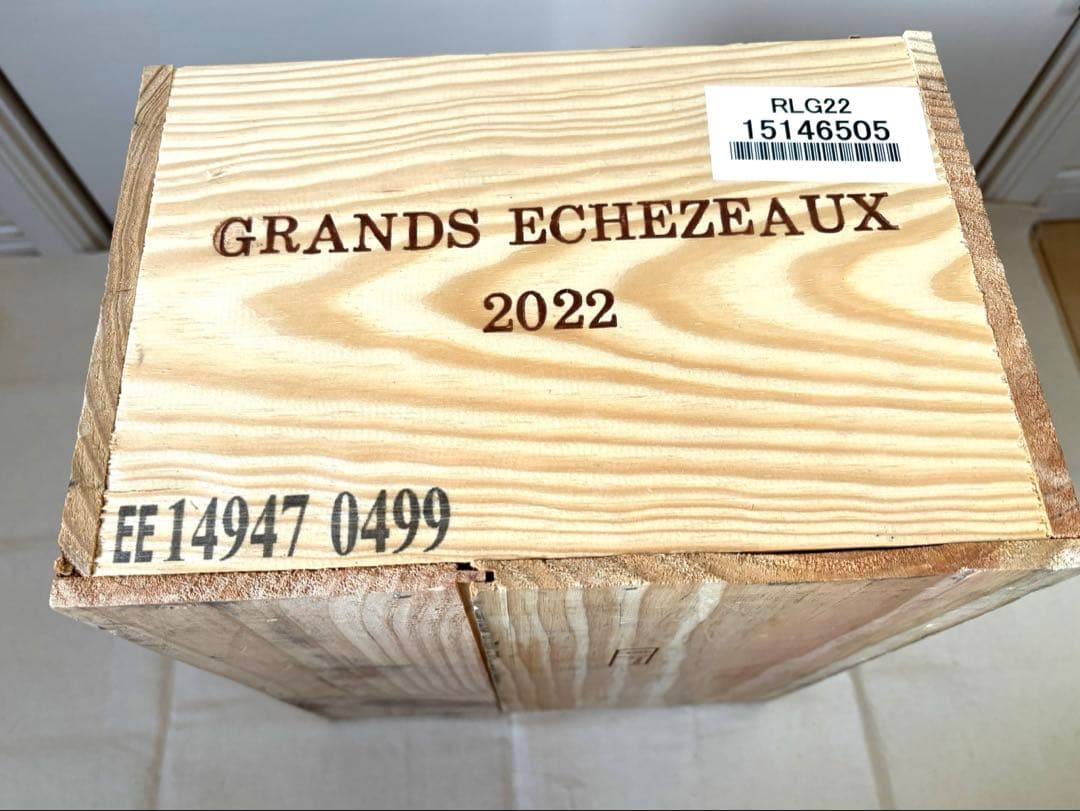 RLG22
15146505
GRANDS ECHEZEAUX
2022
EE 14947 0499